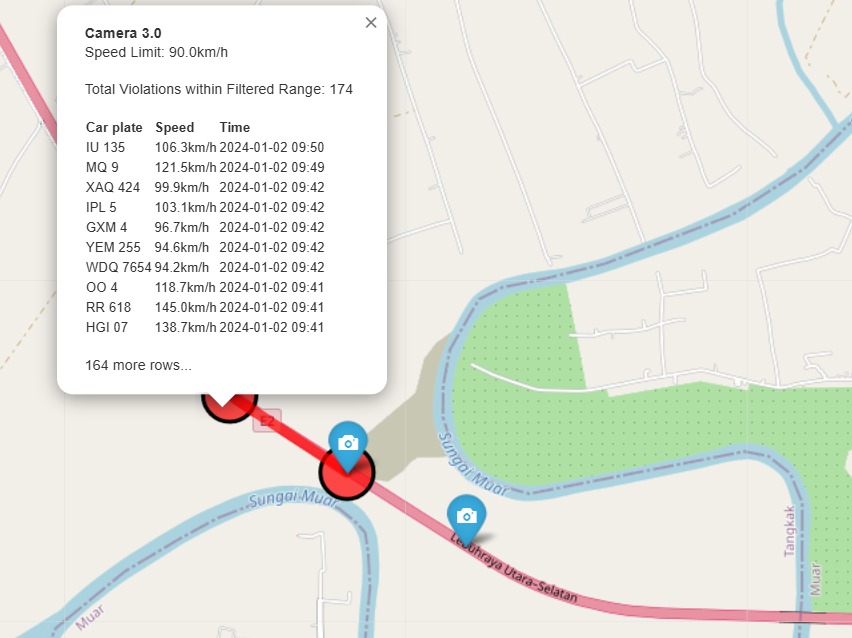 Camera 3.0
Speed Limit: 90.0km/h
Total Violations within Filtered Range: 174
Car plate Speed Time
IU 135 106.3km/h 2024-01-02 09:50
MQ 9 121.5km/h 2024-01-02 09:49
XAQ 424 99.9km/h 2024-01-02 09:42
IPL 5 103.1km/h 2024-01-02 09:42
GXM 4 96.7km/h 2024-01-02 09:42
YEM 255 94.6km/h 2024-01-02 09:42
WDQ 7654 94.2km/h 2024-01-02 09:42
OO 4 118.7km/h 2024-01-02 09:41
RR 618 145.0km/h 2024-01-02 09:41
HGI 07 138.7km/h 2024-01-02 09:41
164 more rows...
E2
Sungai Muar
Sungai Muar
Lebuhraya Utara-Selatan
Tangkak
Muar
Muar